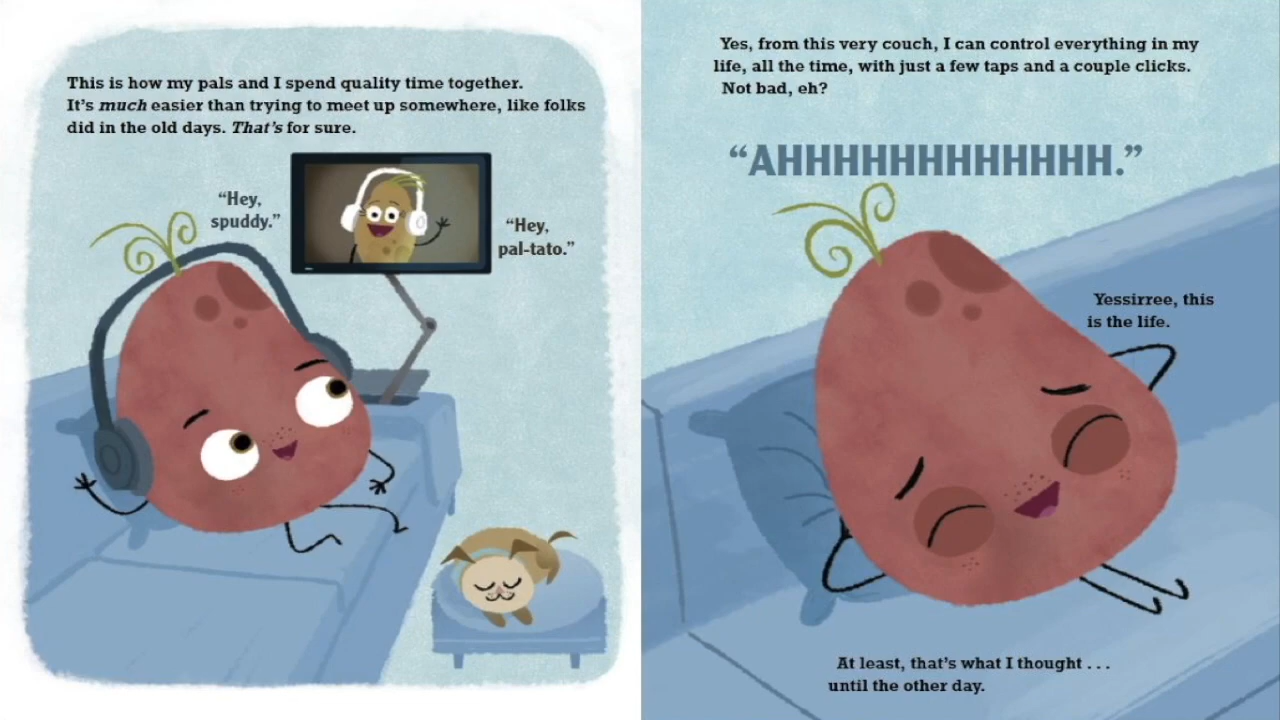 This is how my pals and I spend quality time together.
It's much easier than trying to meet up somewhere, like folks
did in the old days. That's for sure.
“Hey,
spuddy.”
“Hey,
pal-tato.”
Yes, from this very couch, I can control everything in my
life, all the time, with just a few taps and a couple clicks.
Not bad, eh?
“AHHHHHHHHHHHHH.”
Yessirree, this
is the life.
At least, that's what I thought . . .
until the other day.